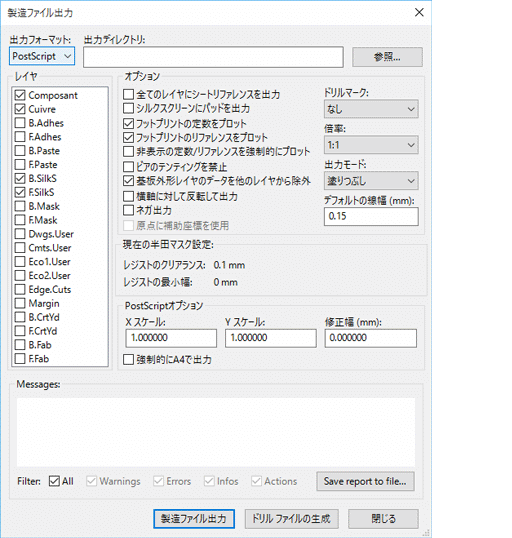 製造ファイル出力
出力フォーマット:
出力ディレクトリ:
PostScript
参照...
レイヤ
Composant
Cuivre
B.Adhes
F.Adhes
B.Paste
F.Paste
B.SilkS
F.SilkS
B.Mask
F.Mask
Dwgs.User
Cmts.User
Eco1.User
Eco2.User
Edge.Cuts
Margin
B.CrtYd
F.CrtYd
B.Fab
F.Fab
オプション
全てのレイヤにシートリファレンスを出力
シルクスクリーンにパッドを出力
フットプリントの定数をプロット
フットプリントのリファレンスをプロット
非表示の定数/リファレンスを強制的にプロット
ビアのテンティングを禁止
基板外形レイヤのデータを他のレイヤから除外
横軸に対して反転して出力
ネガ出力
原点に補助座標を使用
ドリルマーク:
なし
倍率:
1:1
出力モード:
塗りつぶし
デフォルトの線幅 (mm):
0.15
現在の半田マスク設定:
レジストのクリアランス: 0.1 mm
レジストの最小幅: 0 mm
PostScriptオプション
X スケール:
1.000000
Y スケール:
1.000000
修正幅 (mm):
0.000000
強制的にA4で出力
Messages:
Filter: All Warnings Errors Infos Actions
Save report to file...
製造ファイル出力
ドリル ファイルの生成
閉じる